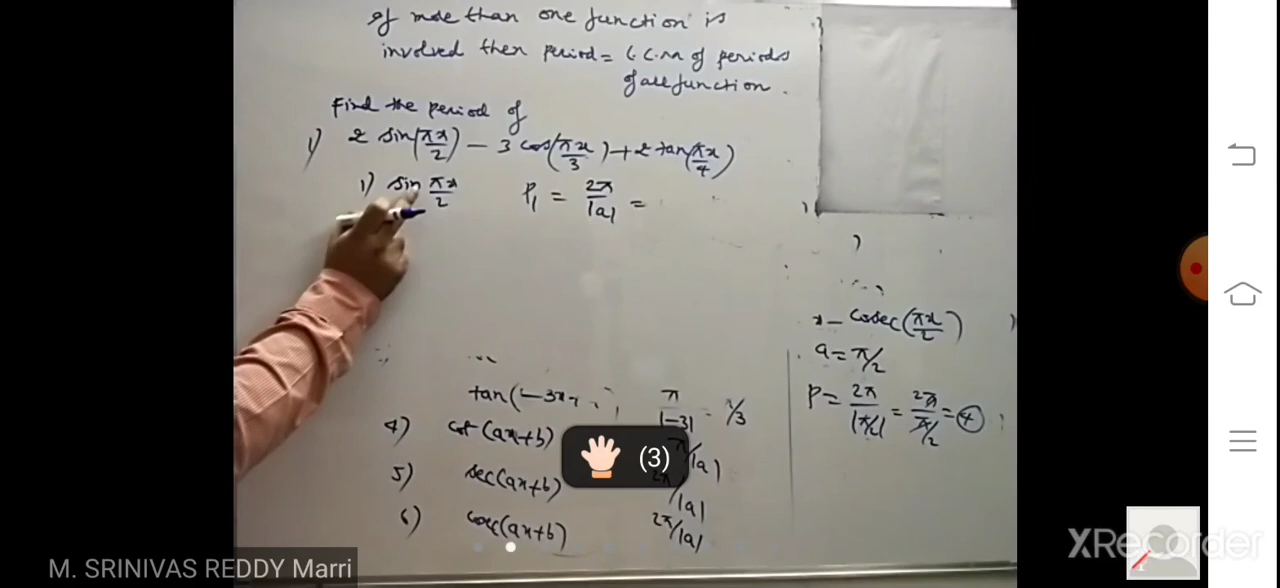 If more than one function is
involved then period = L.C.M of periods
of all function.
Find the period of
1) 2 sin(πx/2) - 3 cos(πx/3) + 2 tan(πx/4)
1) sin πx/2 P₁ = 2π/|a| =
cosec(πx/2)
a = π/2
P = 2π/|π/2| = 2π/π/2 = 4
tan(-3x+ π/|-3| = π/3
4) cot(ax+b) π/|a|
5) sec(ax+b) 2π/|a|
6) cosec(ax+b) 2π/|a|
(3)
M. SRINIVAS REDDY Marri
XRecorder